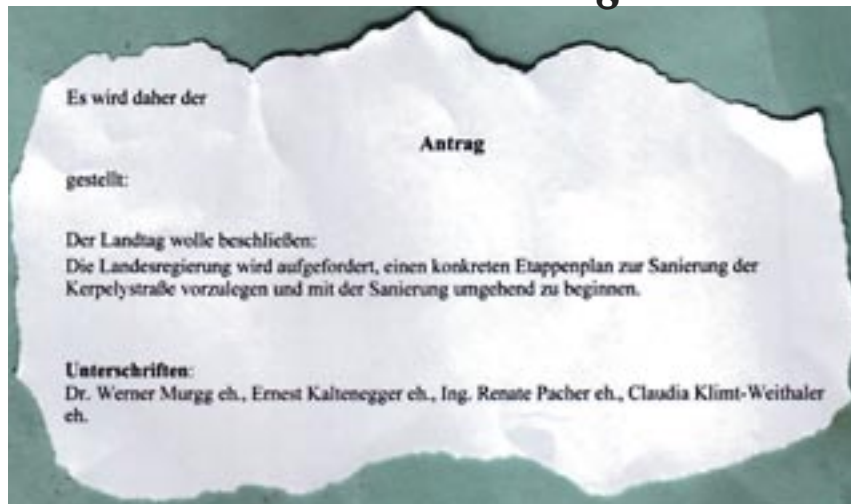 Es wird daher der
Antrag
gestellt:
Der Landtag wolle beschließen:
Die Landesregierung wird aufgefordert, einen konkreten Etappenplan zur Sanierung der
Kerpelystraße vorzulegen und mit der Sanierung umgehend zu beginnen.
Unterschriften:
Dr. Werner Murgg eh., Ernest Kaltenegger eh., Ing. Renate Pacher eh., Claudia Klimt-Weithaler
eh.